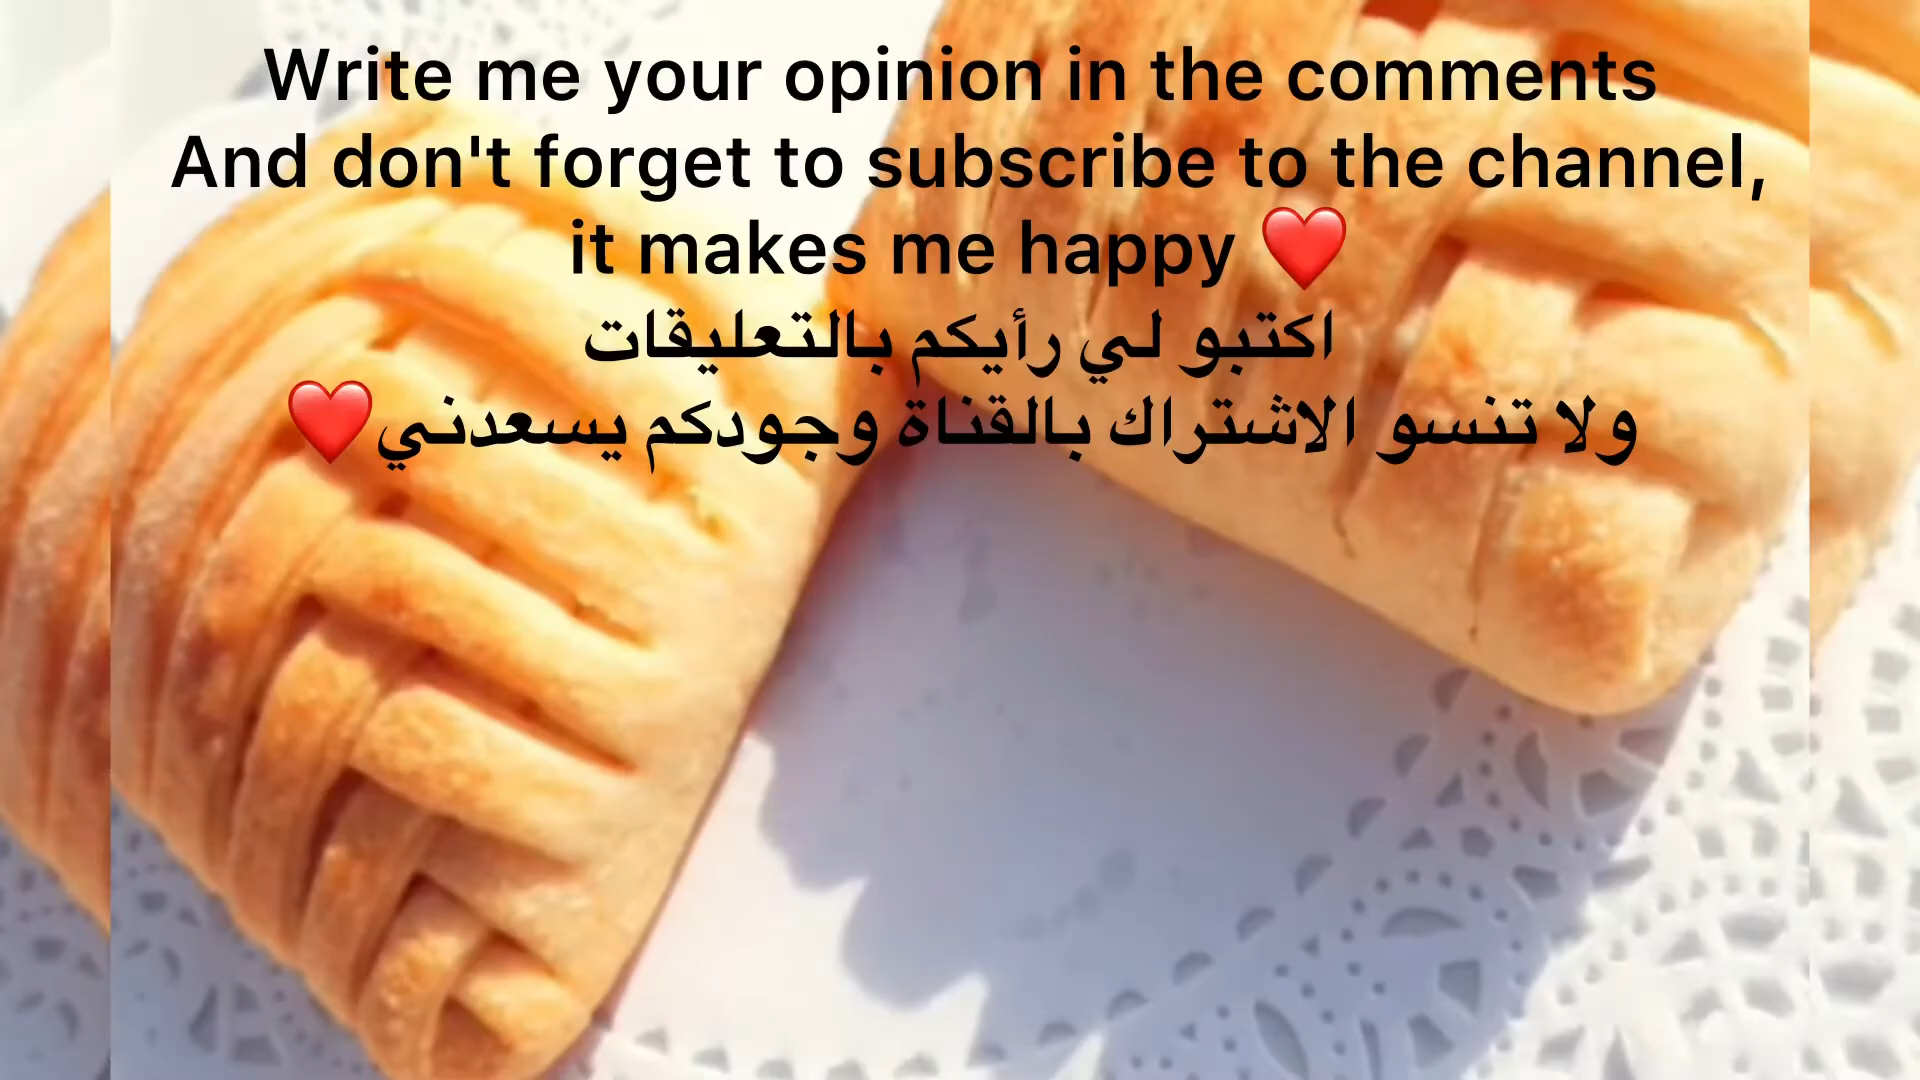 Write me your opinion in the comments
And don't forget to subscribe to the channel,
it makes me happy ❤️
اكتبو لي رأيكم بالتعليقات
ولا تنسو الاشتراك بالقناة وجودكم يسعدني❤️